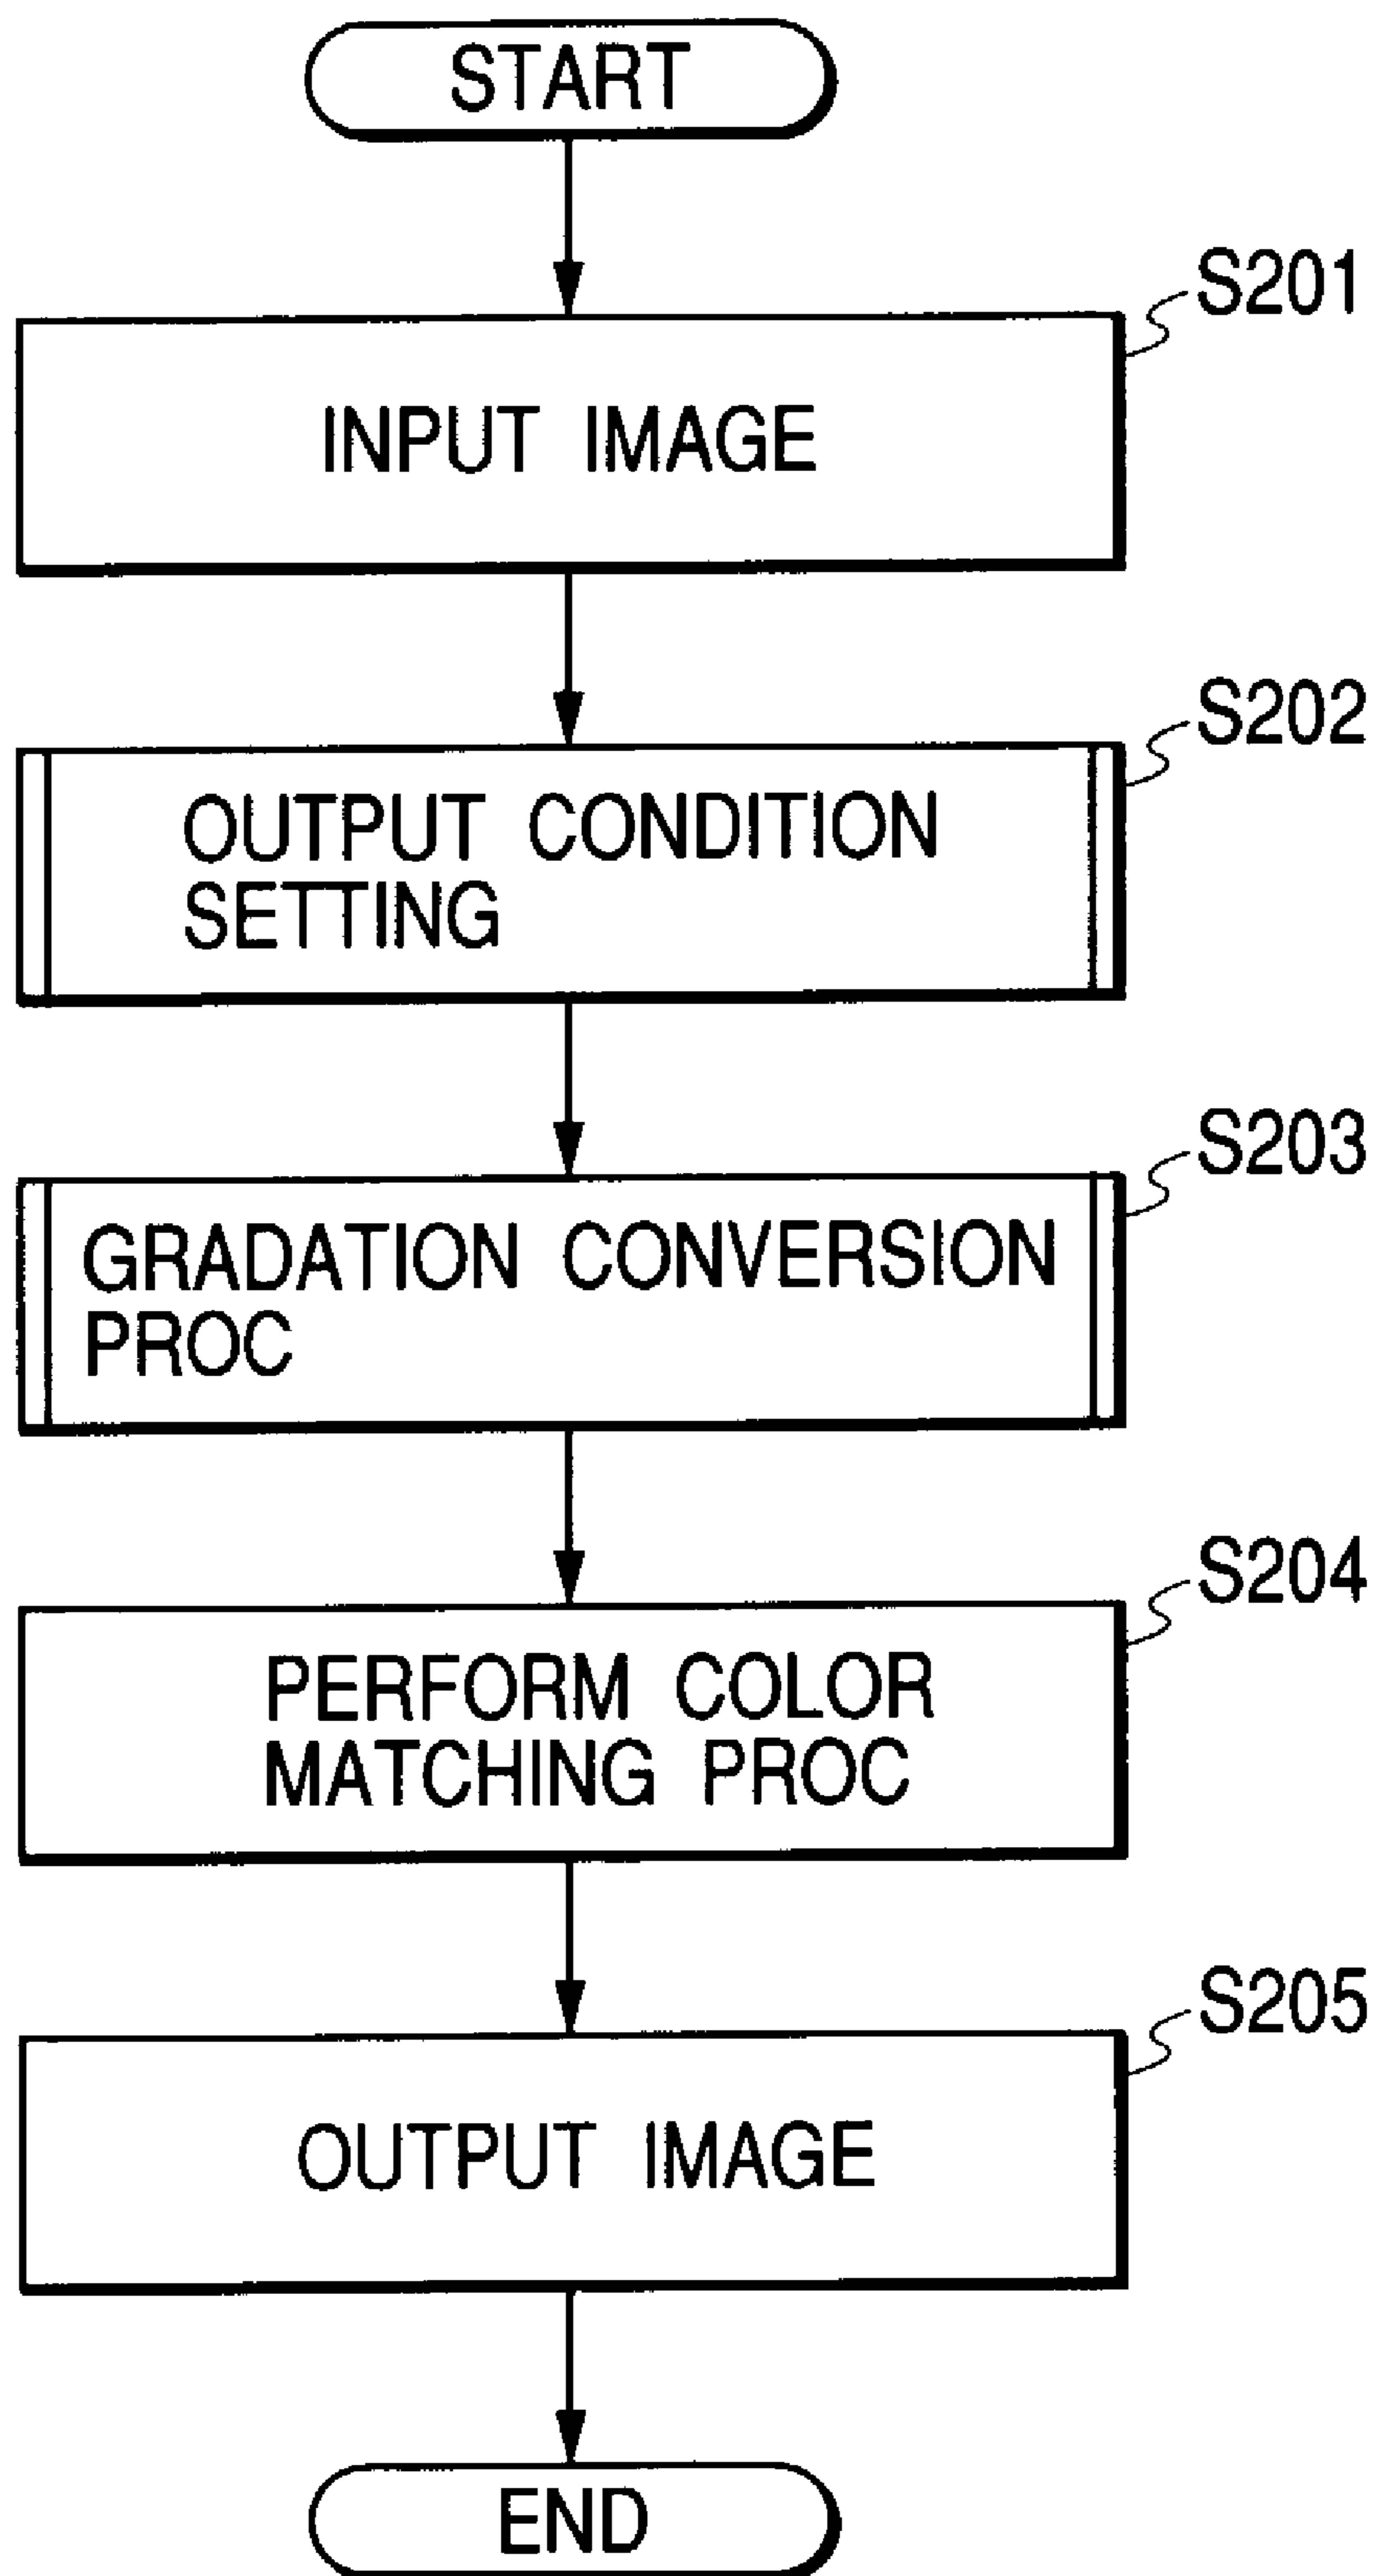 START
S201
INPUT IMAGE
S202
OUTPUT CONDITION
SETTING
S203
GRADATION CONVERSION
PROC
S204
PERFORM COLOR
MATCHING PROC
S205
OUTPUT IMAGE
END